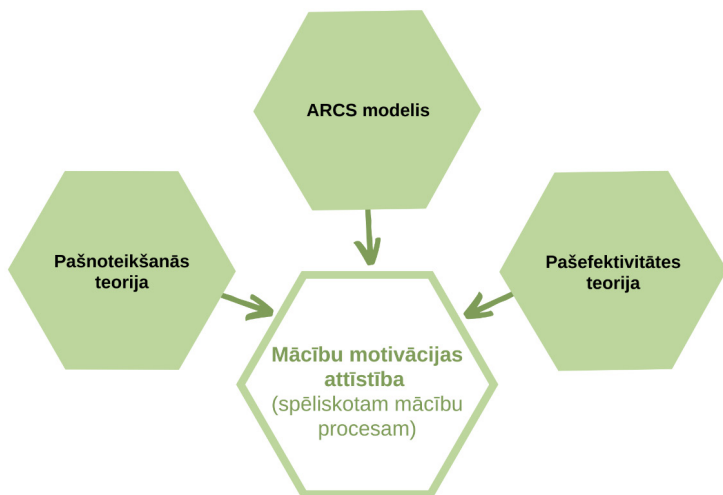 ARCS modelis
Pašnoteikšanās
teorija
Pašefektivitātes
teorija
Mācību motivācijas
attīstība
(spēliskotam mācību
procesam)